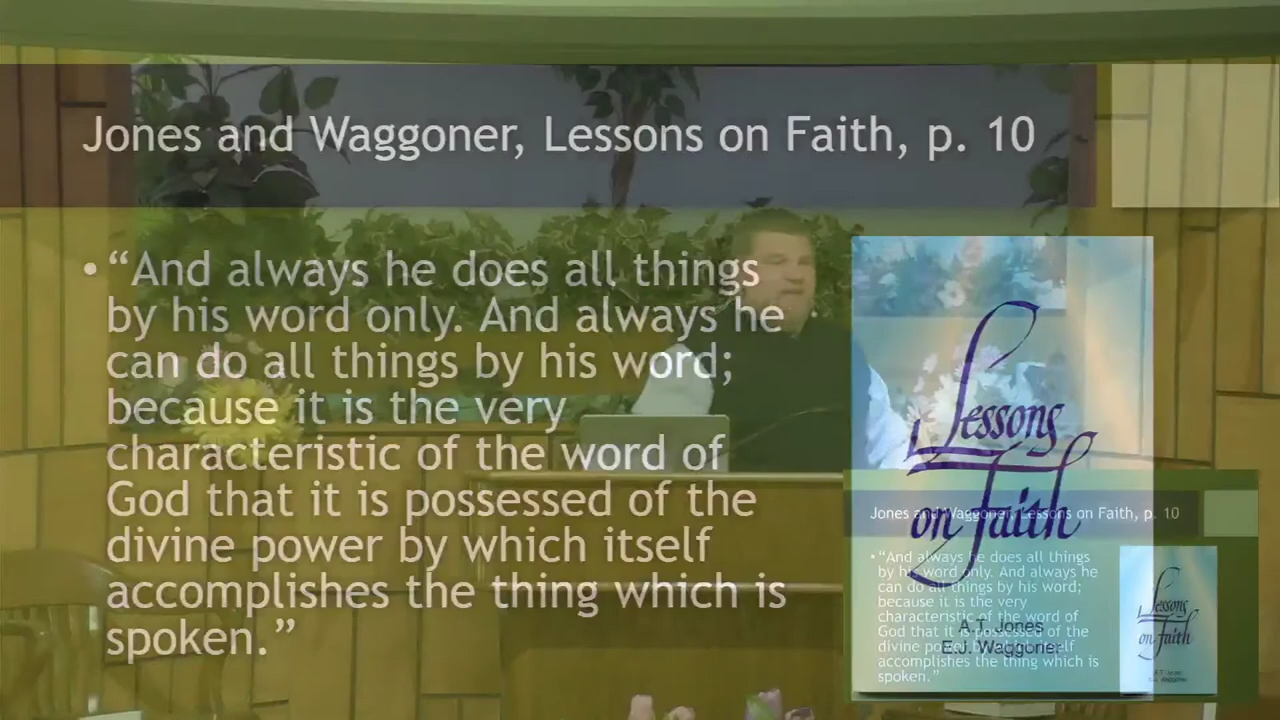 Jones and Waggoner, Lessons on Faith, p. 10
• “And always he does all things
by his word only. And always he
can do all things by his word;
because it is the very
characteristic of the word of
God that it is possessed of the
divine power by which itself
accomplishes the thing which is
spoken.”
Lessons
on Faith
A.T. Jones
E.J. Waggoner
Jones and Waggoner, Lessons on Faith, p. 10
• “And always he does all things
by his word only. And always he
can do all things by his word;
because it is the very
characteristic of the word of
God that it is possessed of the
divine power by which itself
accomplishes the thing which is
spoken.”
Lessons
on Faith